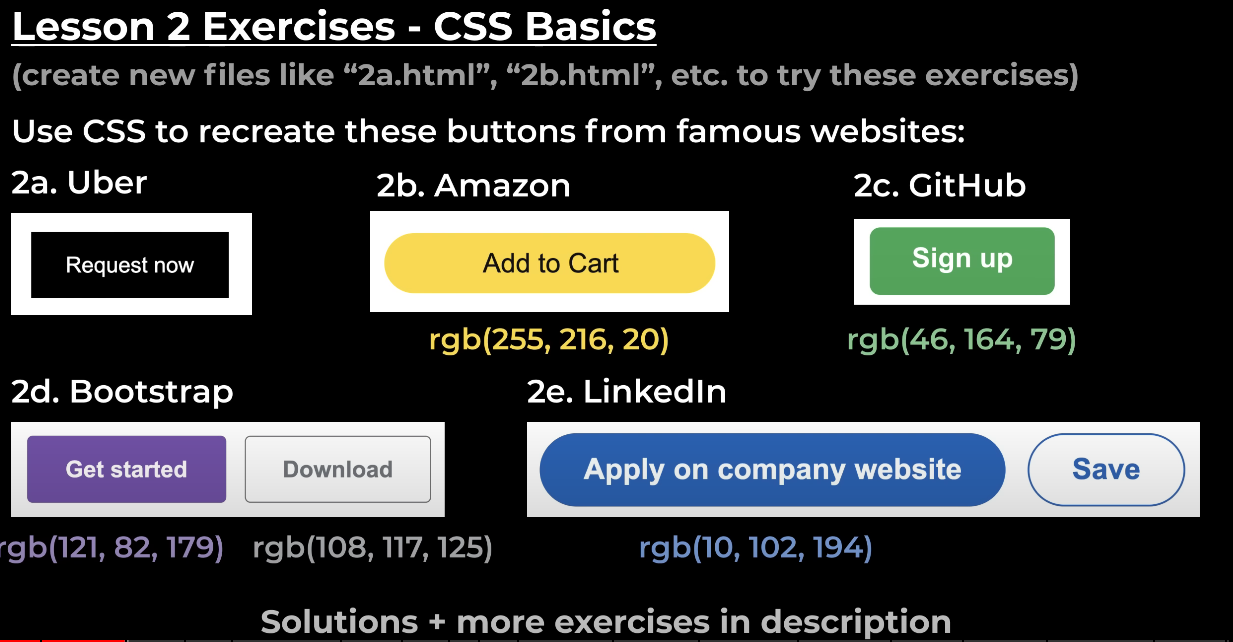 Lesson 2 Exercises - CSS Basics
(create new files like “2a.html”, “2b.html”, etc. to try these exercises)
Use CSS to recreate these buttons from famous websites:
2a. Uber
2b. Amazon
2c. GitHub
Request now
Add to Cart
Sign up
rgb(255, 216, 20)
rgb(46, 164, 79)
2d. Bootstrap
2e. LinkedIn
Get started
Download
Apply on company website
Save
rgb(121, 82, 179)
rgb(108, 117, 125)
rgb(10, 102, 194)
Solutions + more exercises in description